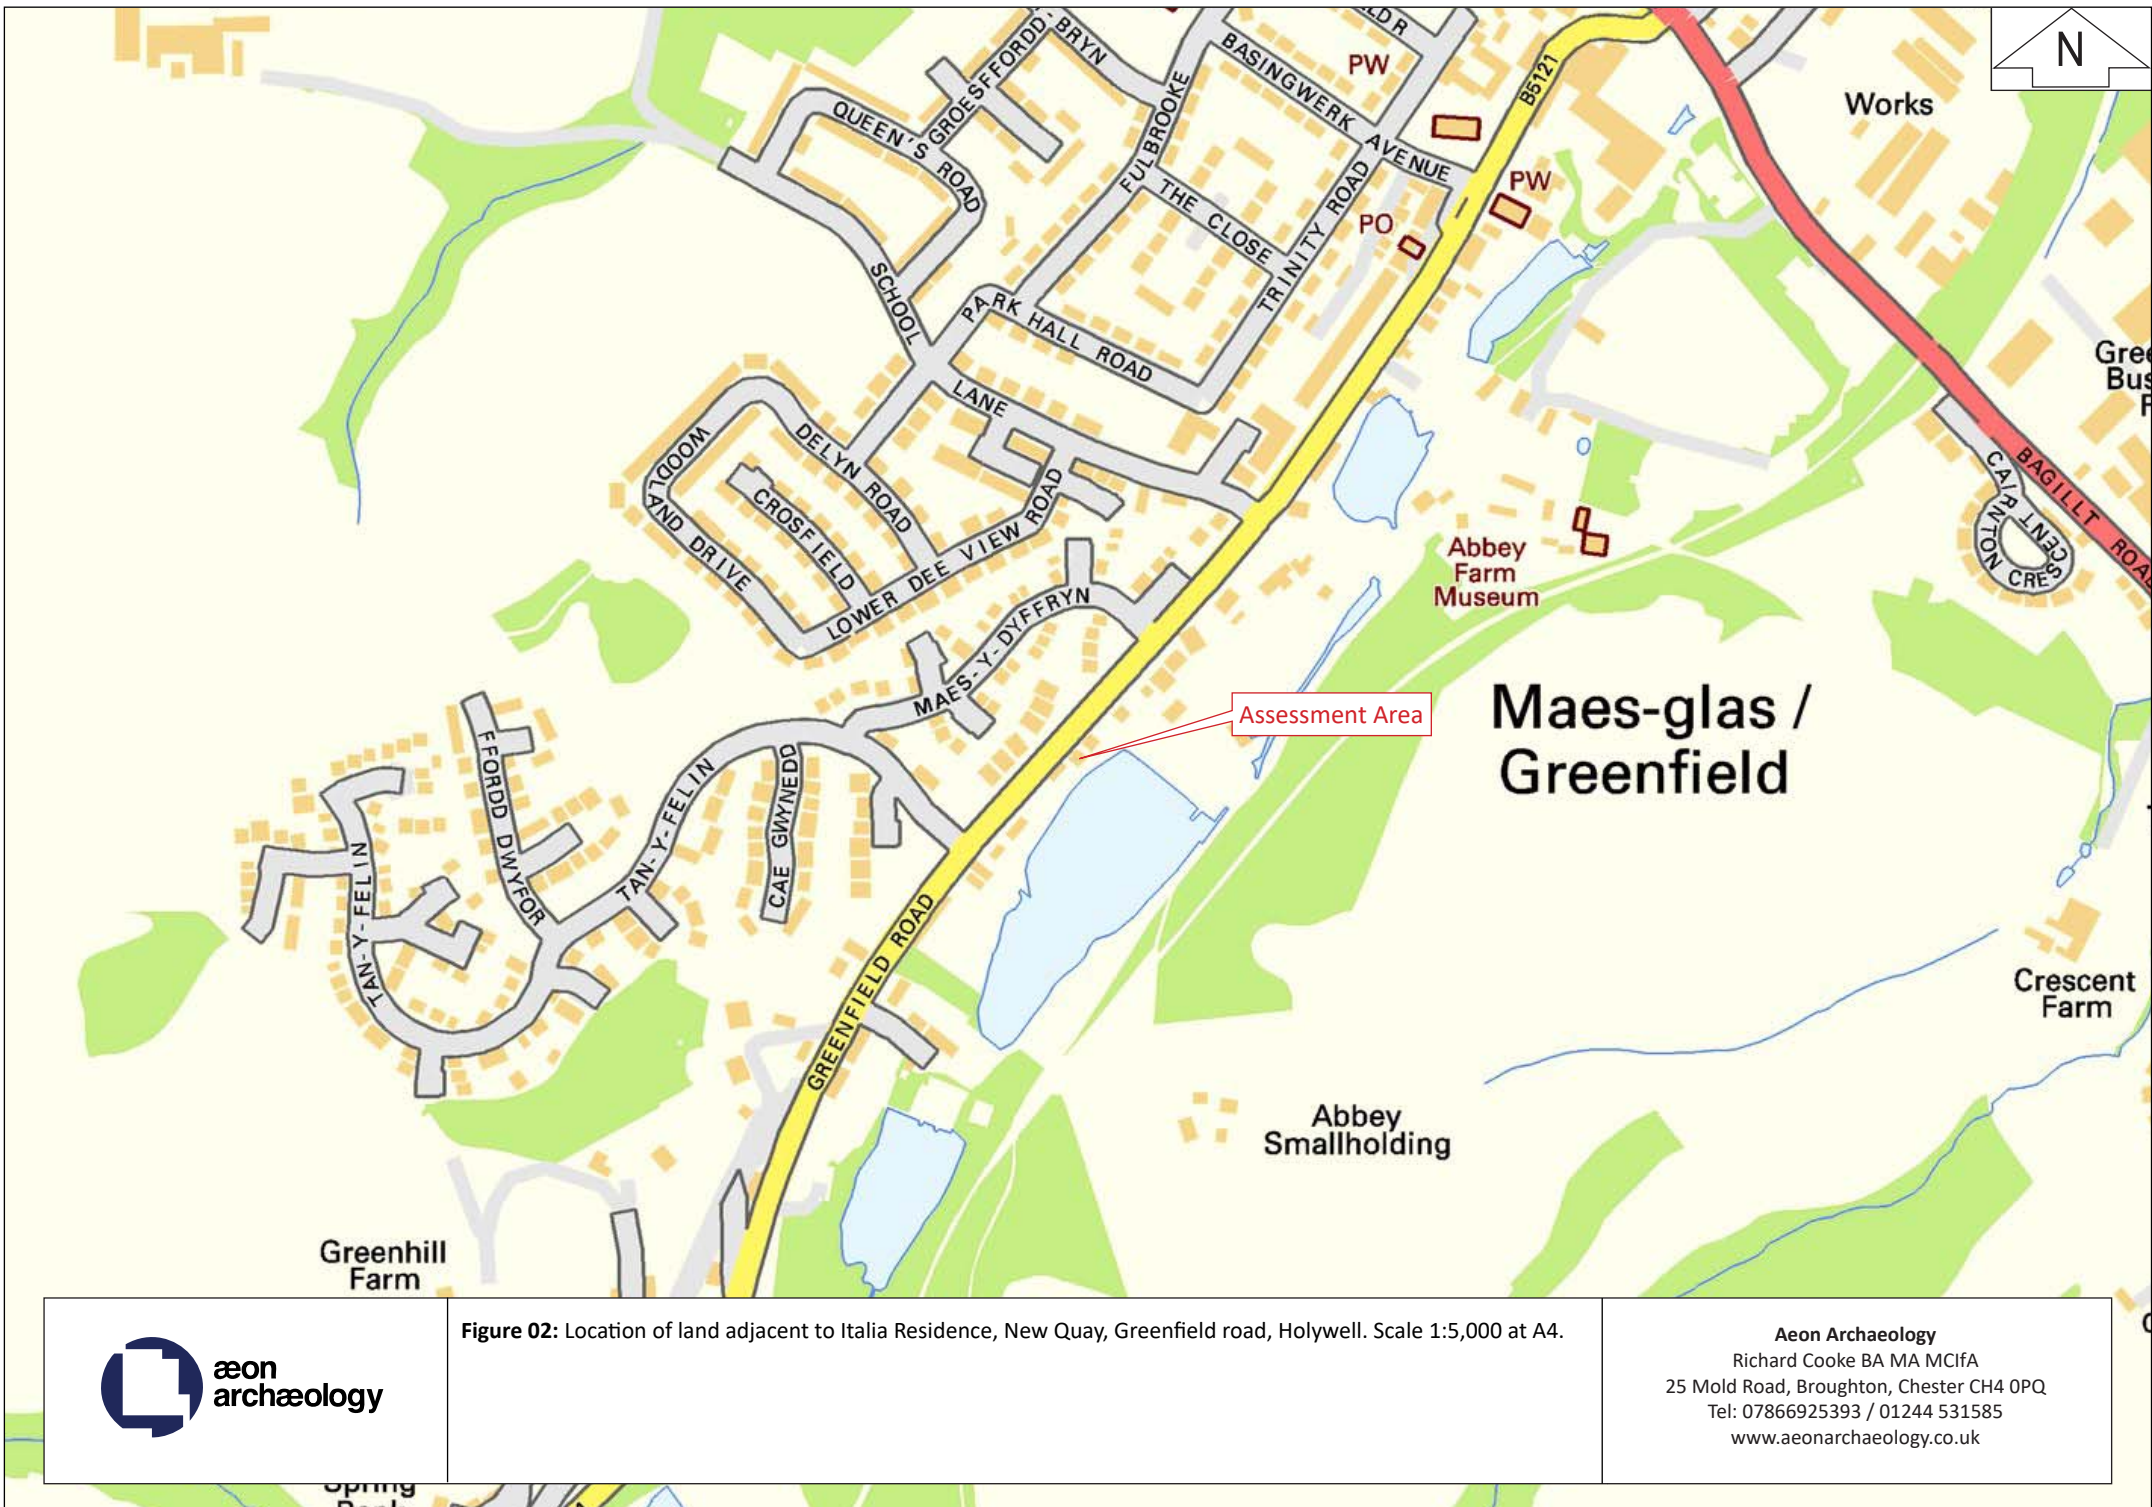 N
LD R
BRYN
GROESFFORDD
QUEEN'S ROAD
FULBROOKE
BASINGWERK AVENUE
PW
B5121
Works
PW
PO
THE CLOSE
TRINITY ROAD
SCHOOL
LANE
PARK HALL ROAD
Gree
Bus
WOODLAND DRIVE
DELYN ROAD
CROSFIELD
LOWER DEE VIEW ROAD
BAGILLT ROAD
CAIRNTON CRESCENT
Abbey
Farm
Museum
MAES-Y-DYFFRYN
Assessment Area
Maes-glas /
Greenfield
FFORDD DWYFOR
TAN-Y-FELIN
CAE GWYNEDD
TAN-Y-FELIN
GREENFIELD ROAD
Crescent
Farm
Abbey
Smallholding
Greenhill
Farm
æon
archæology
Figure 02: Location of land adjacent to Italia Residence, New Quay, Greenfield road, Holywell. Scale 1:5,000 at A4.
Aeon Archaeology
Richard Cooke BA MA MCIfA
25 Mold Road, Broughton, Chester CH4 0PQ
Tel: 07866925393 / 01244 531585
www.aeonarchaeology.co.uk
Spring